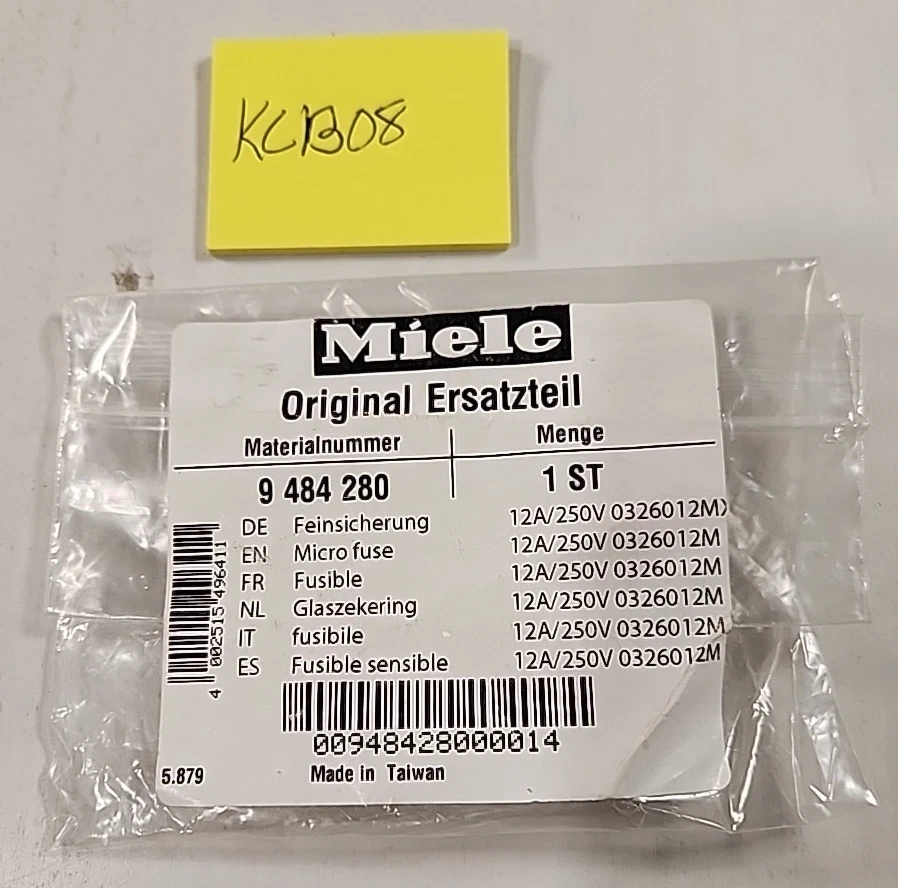 KCB08
Miele
Original Ersatzteil
Materialnummer Menge
9 484 280 1 ST
DE Feinsicherung 12A/250V 0326012MX
EN Micro fuse 12A/250V 0326012M
FR Fusible 12A/250V 0326012M
NL Glaszekering 12A/250V 0326012M
IT fusibile 12A/250V 0326012M
ES Fusible sensible 12A/250V 0326012M
4 002515 496411
00948428000014
5.879 Made in Taiwan